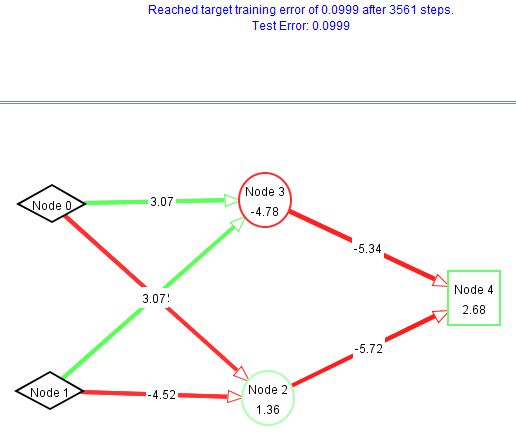 Reached target training error of 0.0999 after 3561 steps.
Test Error: 0.0999
Node 0
3.07
Node 3
-4.78
-5.34
3.07
Node 4
2.68
-5.72
Node 1
-4.52
Node 2
1.36